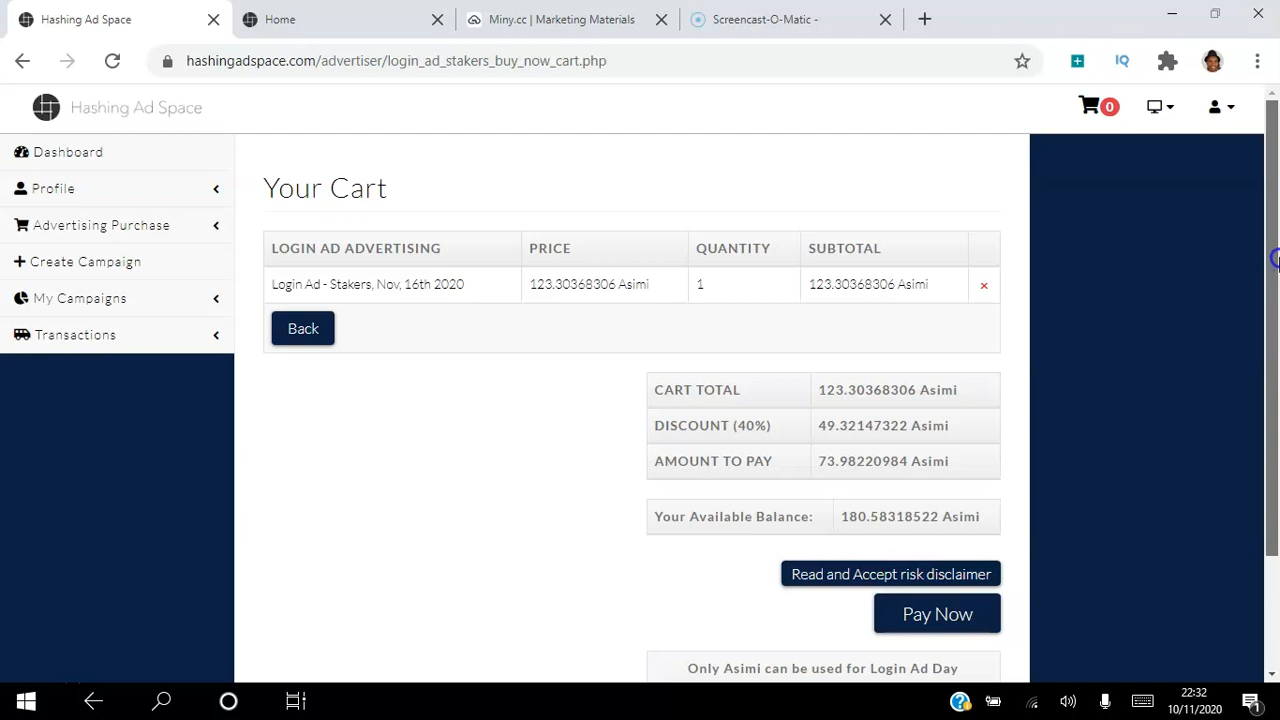 Hashing Ad Space
Home
Miny.cc | Marketing Materials
Screencast-O-Matic -
hashingadspace.com/advertiser/login_ad_stakers_buy_now_cart.php
IQ
Hashing Ad Space
0
Dashboard
Profile
Advertising Purchase
Create Campaign
My Campaigns
Transactions
Your Cart
LOGIN AD ADVERTISING PRICE QUANTITY SUBTOTAL
Login Ad - Stakers, Nov, 16th 2020 123.30368306 Asimi 1 123.30368306 Asimi ×
Back
CART TOTAL 123.30368306 Asimi
DISCOUNT (40%) 49.32147322 Asimi
AMOUNT TO PAY 73.98220984 Asimi
Your Available Balance: 180.58318522 Asimi
Read and Accept risk disclaimer
Pay Now
Only Asimi can be used for Login Ad Day
22:32
10/11/2020
1